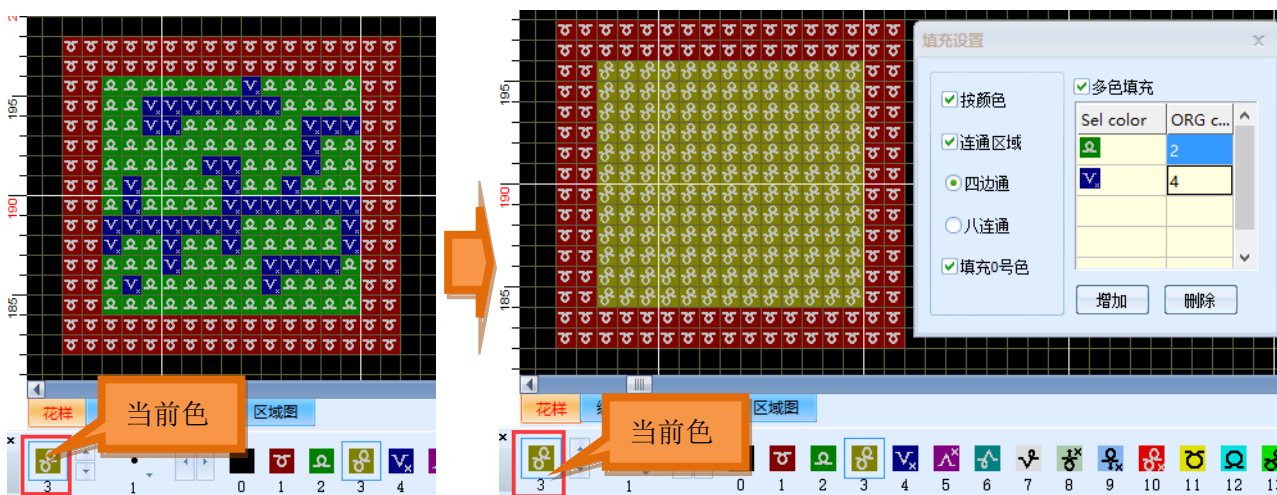 195
190
185
当前色
花样
区域图
3
1
0 1 2 3 4
195
190
185
填充设置
按颜色
连通区域
四边通
八连通
填充0号色
多色填充
Sel color ORG c...
2
4
增加 删除
当前色
花样
区域图
3
1
0 1 2 3 4 5 6 7 8 9 10 11 12